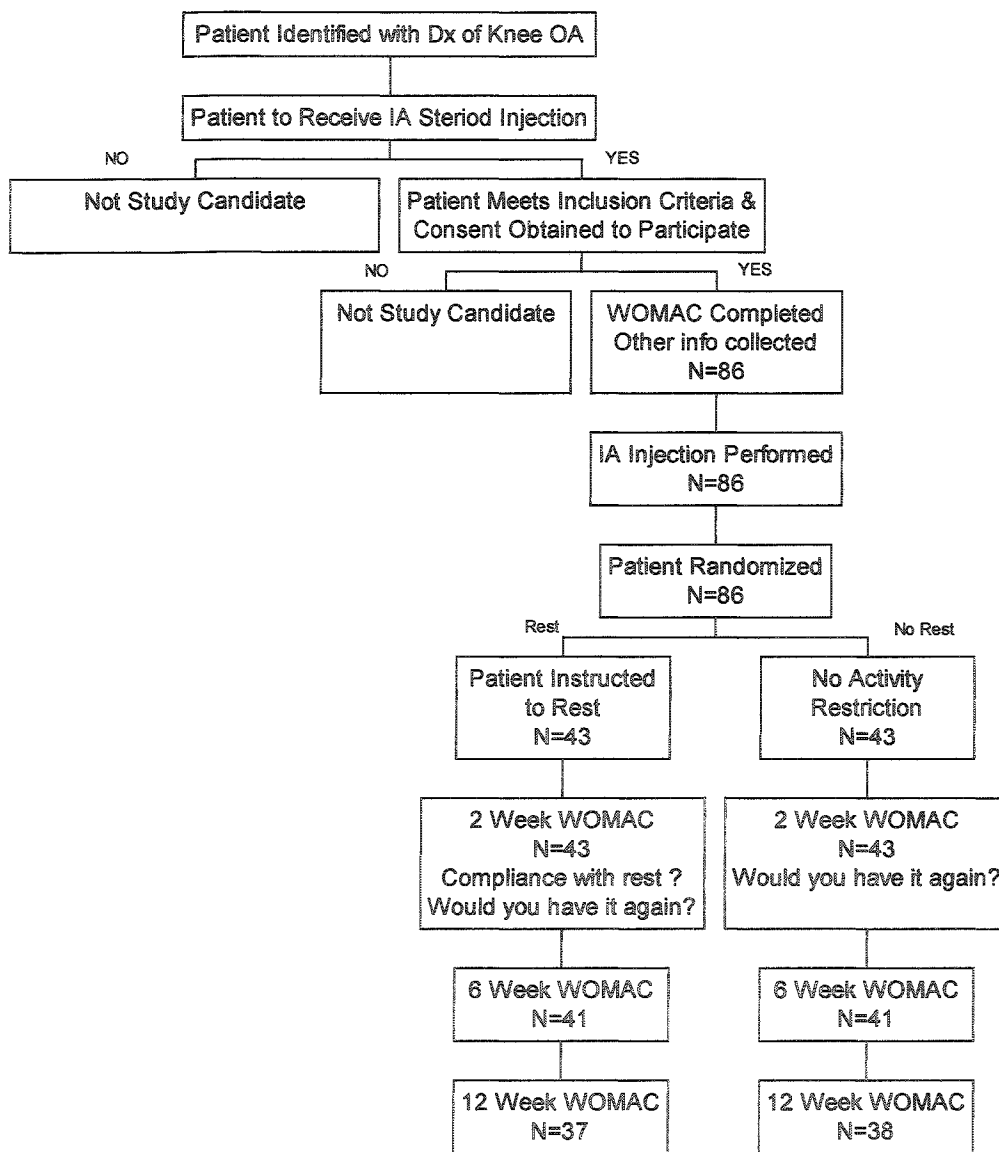 Patient Identified with Dx of Knee OA
Patient to Receive IA Steriod Injection
NO
YES
Not Study Candidate
Patient Meets Inclusion Criteria &
Consent Obtained to Participate
NO
YES
Not Study Candidate
WOMAC Completed
Other info collected
N=86
IA Injection Performed
N=86
Patient Randomized
N=86
Rest
No Rest
Patient Instructed
to Rest
N=43
No Activity
Restriction
N=43
2 Week WOMAC
N=43
Compliance with rest ?
Would you have it again?
2 Week WOMAC
N=43
Would you have it again?
6 Week WOMAC
N=41
6 Week WOMAC
N=41
12 Week WOMAC
N=37
12 Week WOMAC
N=38